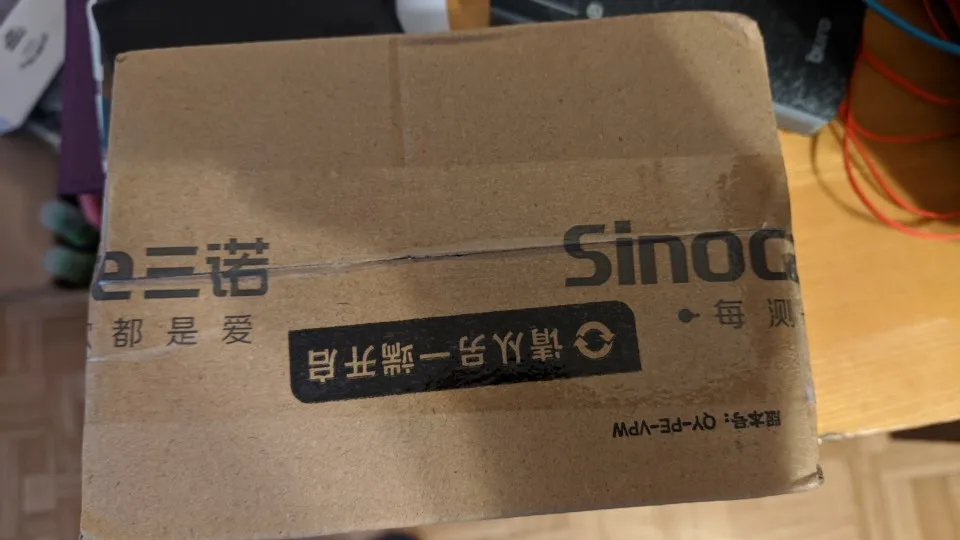 e三诺
Sinoc
都是爱
每 测
请从另一端开启
版本号: QY-PE-VPW